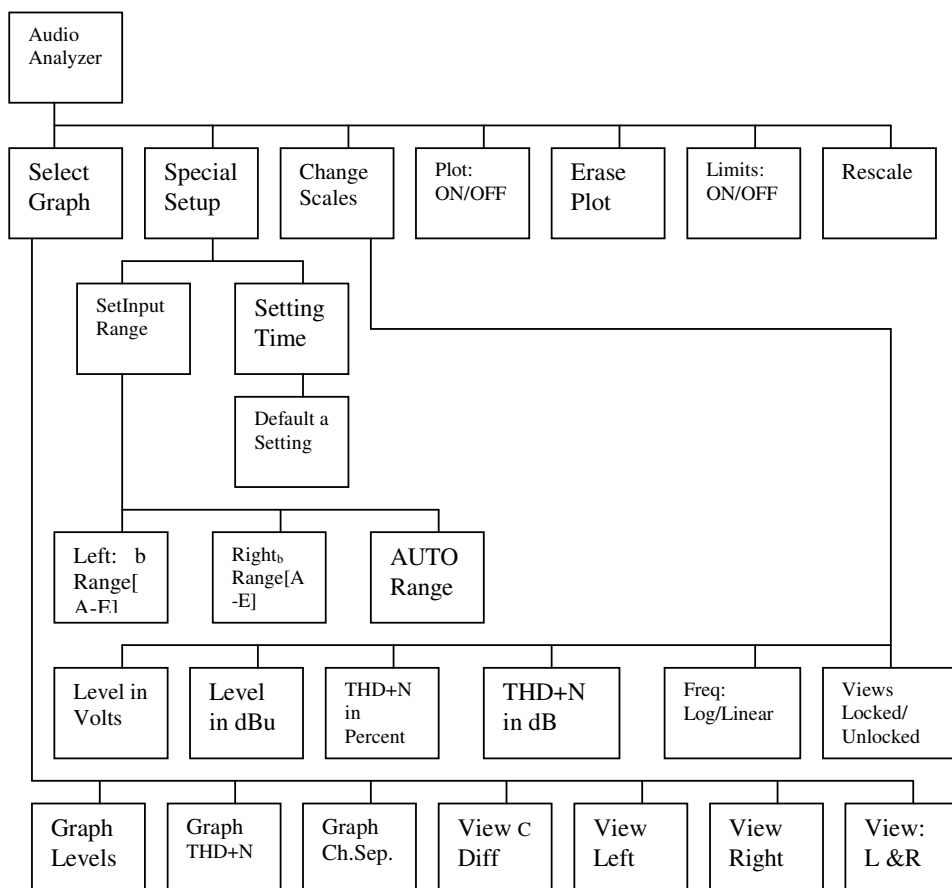 Audio
Analyzer
Select
Graph
Special
Setup
Change
Scales
Plot:
ON/OFF
Erase
Plot
Limits:
ON/OFF
Rescale
SetInput
Range
Setting
Time
Default a
Setting
Left: b
Range[
A-E]
Right b
Range[A
-E]
AUTO
Range
Level in
Volts
Level
in dBu
THD+N
in
Percent
THD+N
in dB
Freq:
Log/Linear
Views
Locked/
Unlocked
Graph
Levels
Graph
THD+N
Graph
Ch.Sep.
View C
Diff
View
Left
View
Right
View:
L &R